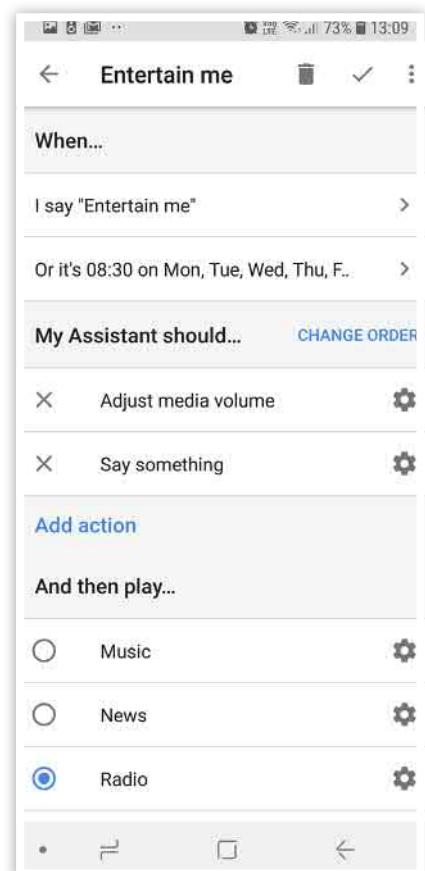 73% 13:09
Entertain me
When...
I say "Entertain me"
Or it's 08:30 on Mon, Tue, Wed, Thu, F..
My Assistant should... CHANGE ORDER
Adjust media volume
Say something
Add action
And then play...
Music
News
Radio